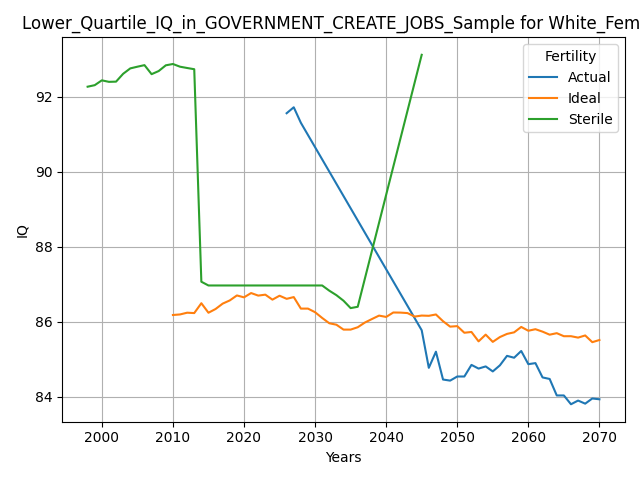 Lower_Quartile_IQ_in_GOVERNMENT_CREATE_JOBS_Sample for White_Fem
Fertility
Actual
Ideal
Sterile
92
90
88
86
84
IQ
2000 2010 2020 2030 2040 2050 2060 2070
Years